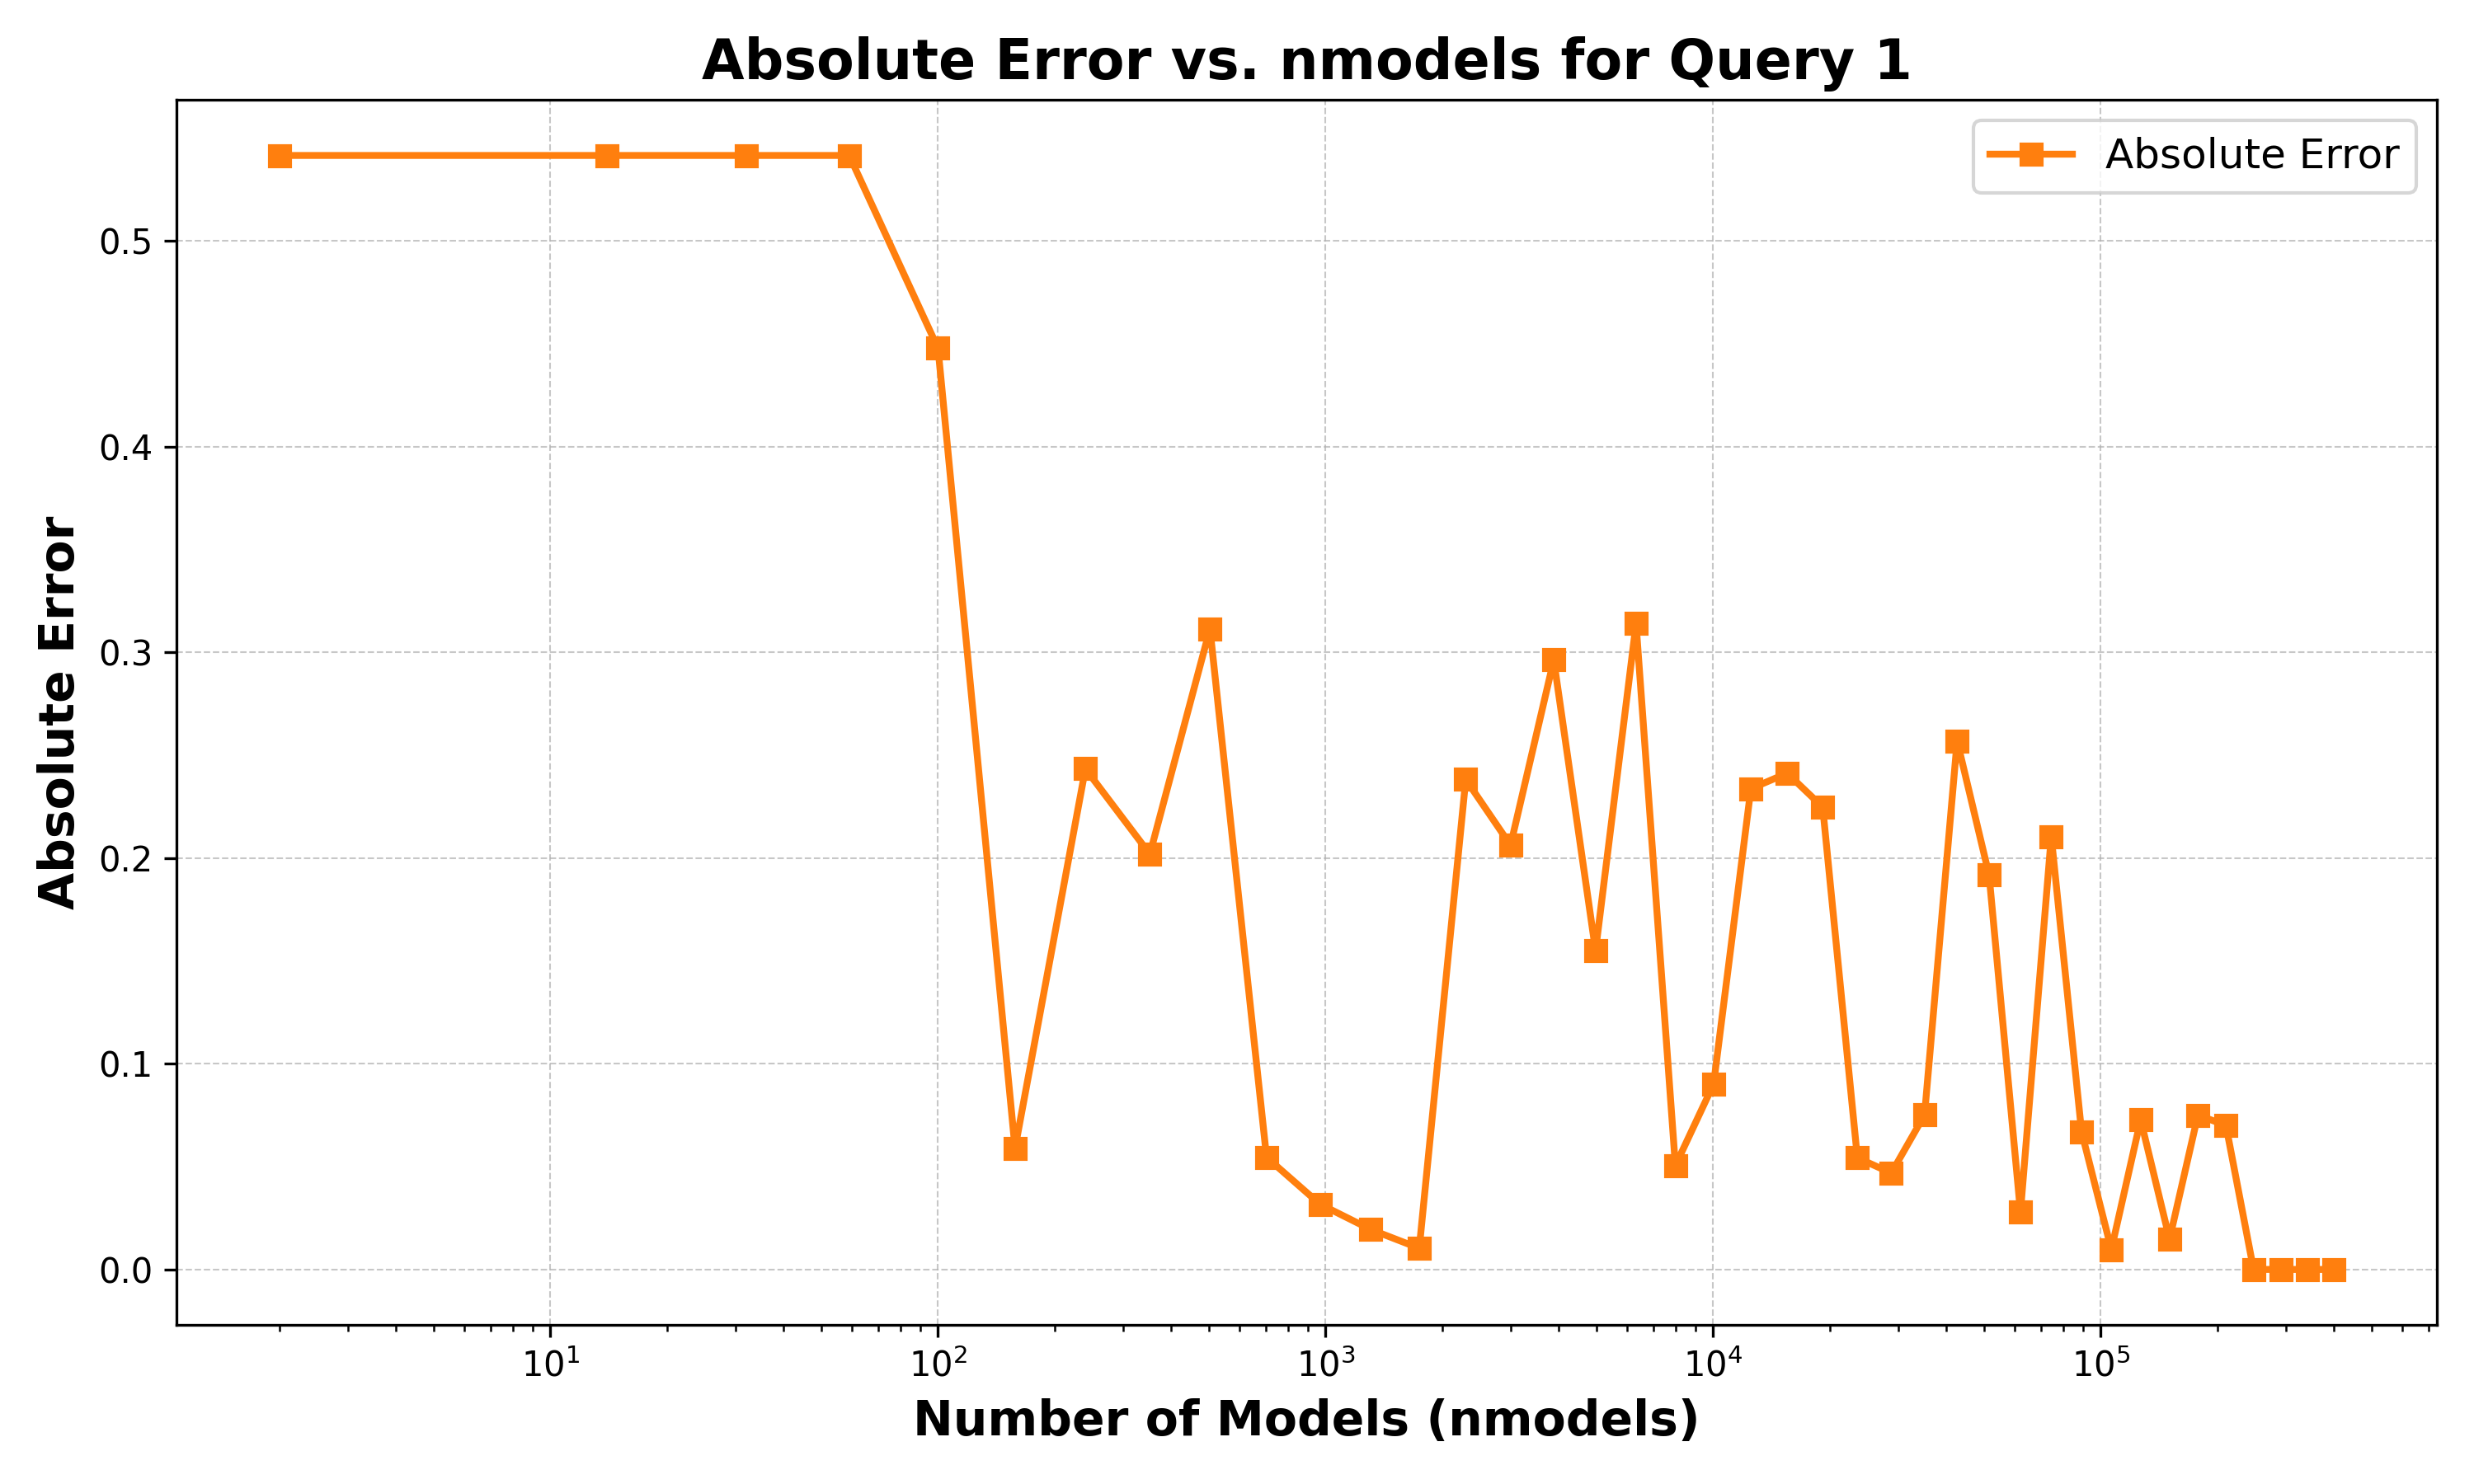 Absolute Error vs. nmodels for Query 1
Absolute Error
Absolute Error
0.5
0.4
0.3
0.2
0.1
0.0
10¹ 10² 10³ 10⁴ 10⁵
Number of Models (nmodels)